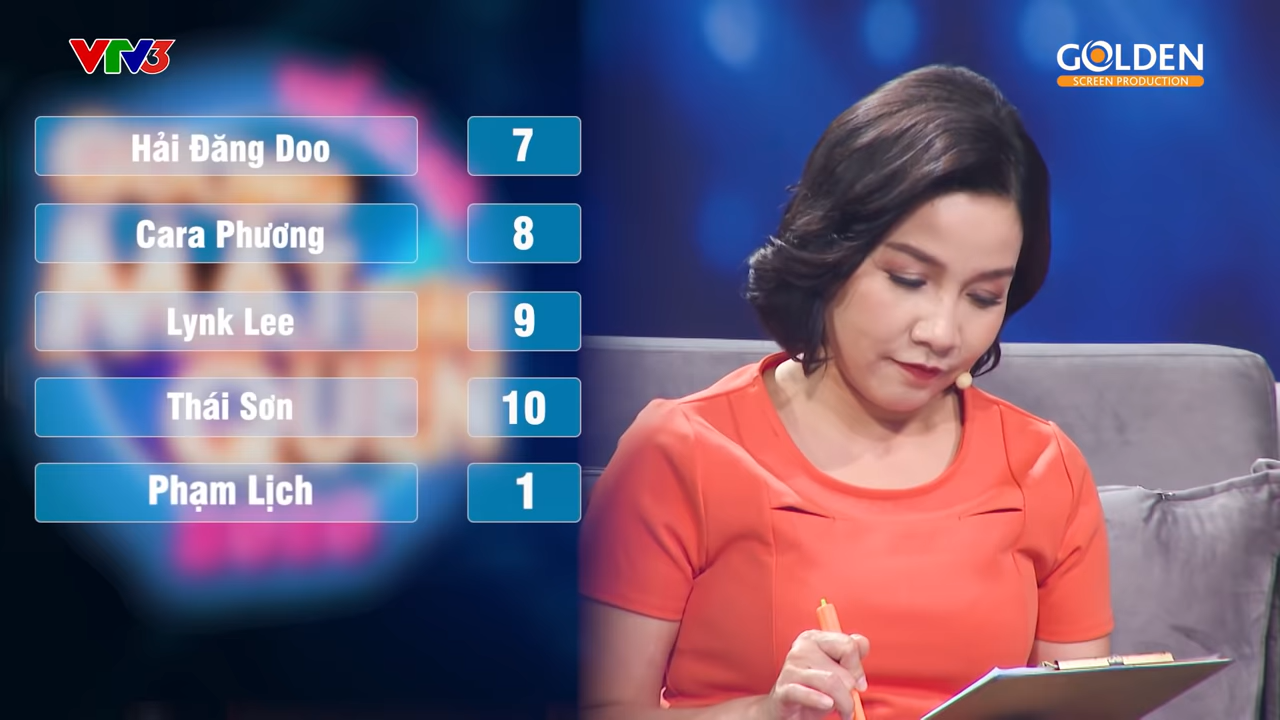 VTV3
GOLDEN
SCREEN PRODUCTION
Hải Đăng Doo 7
Cara Phương 8
Lynk Lee 9
Thái Sơn 10
Phạm Lịch 1